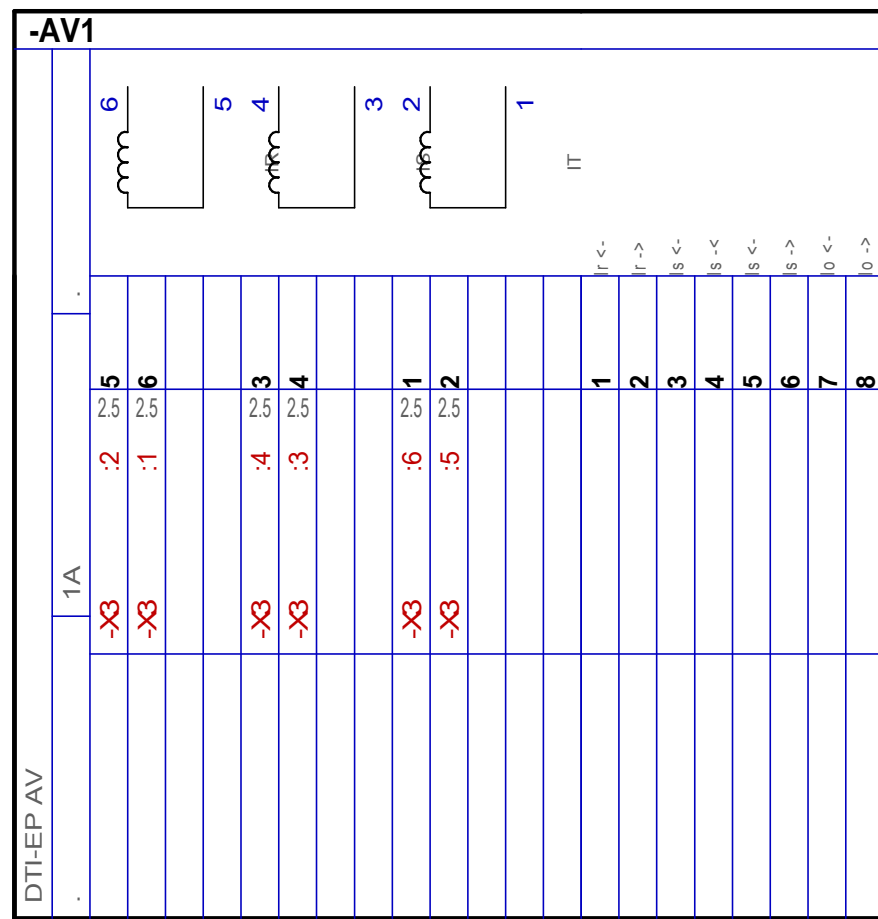 -AV1
6 5 4 3 2 1
IR IS IT
Ir <- Ir -> Is <- Is -< Is <- Is -> Io <- Io ->
. 5 6 3 4 1 2 1 2 3 4 5 6 7 8
2.5 2.5 2.5 2.5 2.5 2.5
:2 :1 :4 :3 :6 :5
1A
-X3 -X3 -X3 -X3 -X3 -X3
DTI-EP AV
.